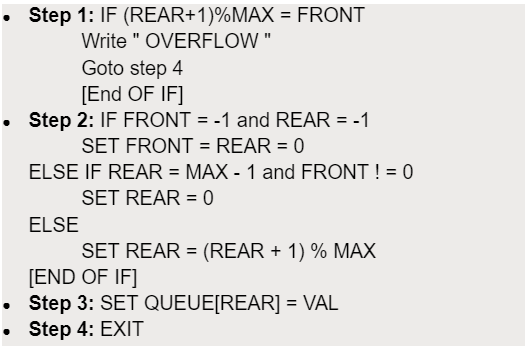 • Step 1: IF (REAR+1)%MAX = FRONT
Write " OVERFLOW "
Goto step 4
[End OF IF]
• Step 2: IF FRONT = -1 and REAR = -1
SET FRONT = REAR = 0
ELSE IF REAR = MAX - 1 and FRONT ! = 0
SET REAR = 0
ELSE
SET REAR = (REAR + 1) % MAX
[END OF IF]
• Step 3: SET QUEUE[REAR] = VAL
• Step 4: EXIT